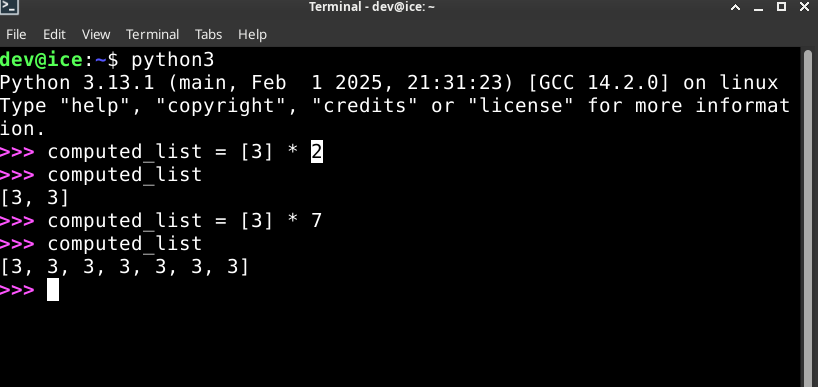 Terminal - dev@ice: ~
File Edit View Terminal Tabs Help
dev@ice:~$ python3
Python 3.13.1 (main, Feb  1 2025, 21:31:23) [GCC 14.2.0] on linux
Type "help", "copyright", "credits" or "license" for more informat
ion.
>>> computed_list = [3] * 2
>>> computed_list
[3, 3]
>>> computed_list = [3] * 7
>>> computed_list
[3, 3, 3, 3, 3, 3, 3]
>>>